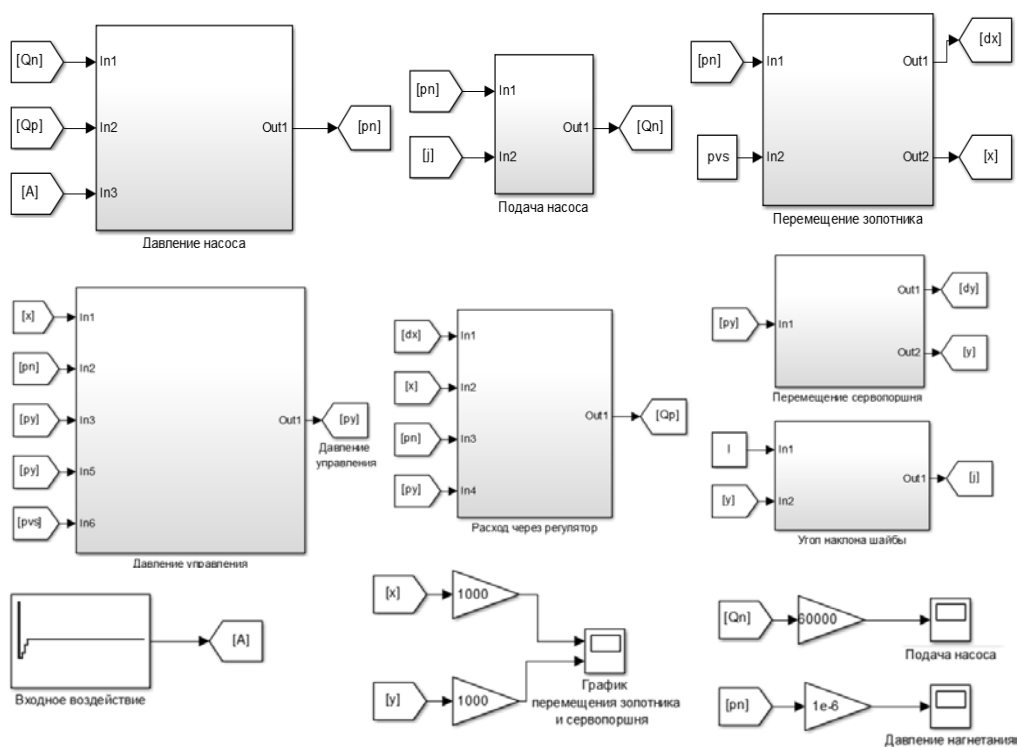 [Qn]
In1
[Qp]
In2
[A]
In3
Out1
[pn]
Давление насоса
[pn]
In1
[j]
In2
Out1
[Qn]
Подача насоса
[pn]
In1
pvs
In2
Out1
[dx]
Out2
[x]
Перемещение золотника
[x]
In1
[pn]
In2
[py]
In3
[py]
In5
[pvs]
In6
Out1
[py]
Давление
управления
Давление управления
[dx]
In1
[x]
In2
[pn]
In3
[py]
In4
Out1
[Qp]
Расход через регулятор
[py]
In1
Out1
[dy]
Out2
[y]
Перемещение сервопоршня
In1
[y]
In2
Out1
[j]
Угол наклона шайбы
[A]
Входное воздействие
[x]
1000
[y]
1000
График
перемещения золотника
и сервопоршня
[Qn]
60000
Подача насоса
[pn]
1e-6
Давление нагнетания